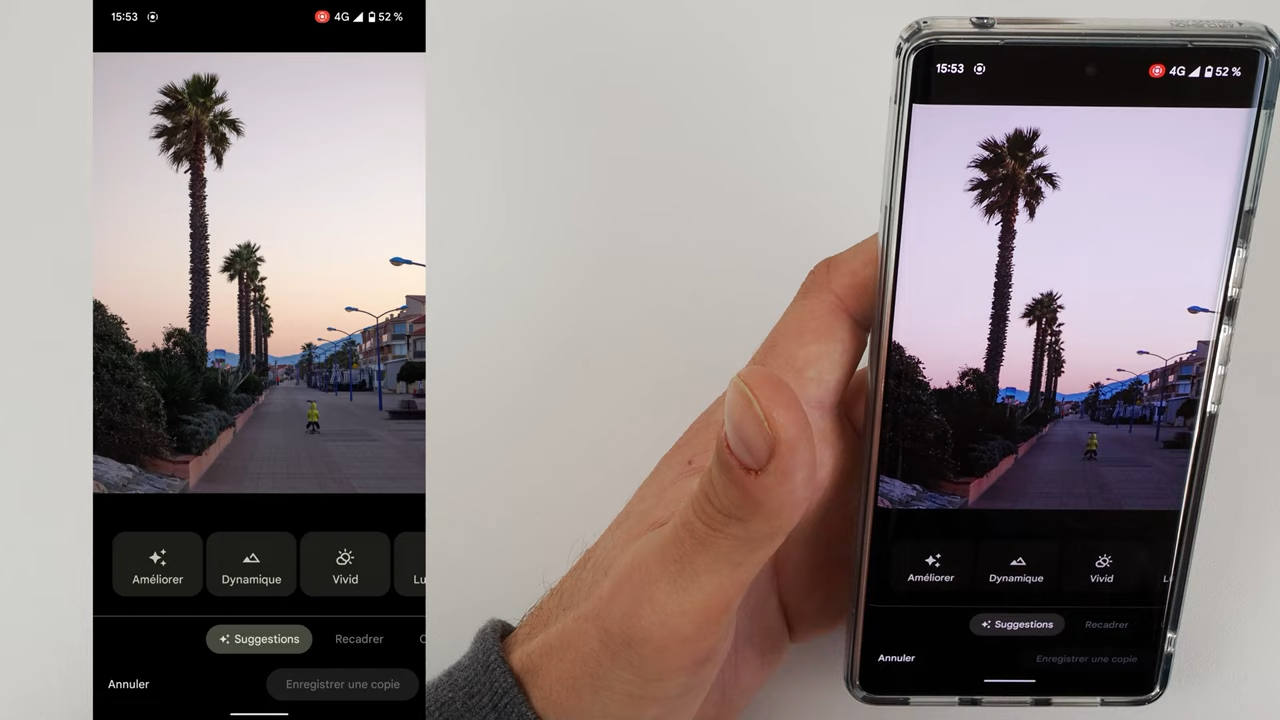 15:53
4G 52 %
Améliorer
Dynamique
Vivid
Lu
Suggestions
Recadrer
Annuler
Enregistrer une copie
15:53
4G 52 %
Améliorer
Dynamique
Vivid
Suggestions
Recadrer
Annuler
Enregistrer une copie